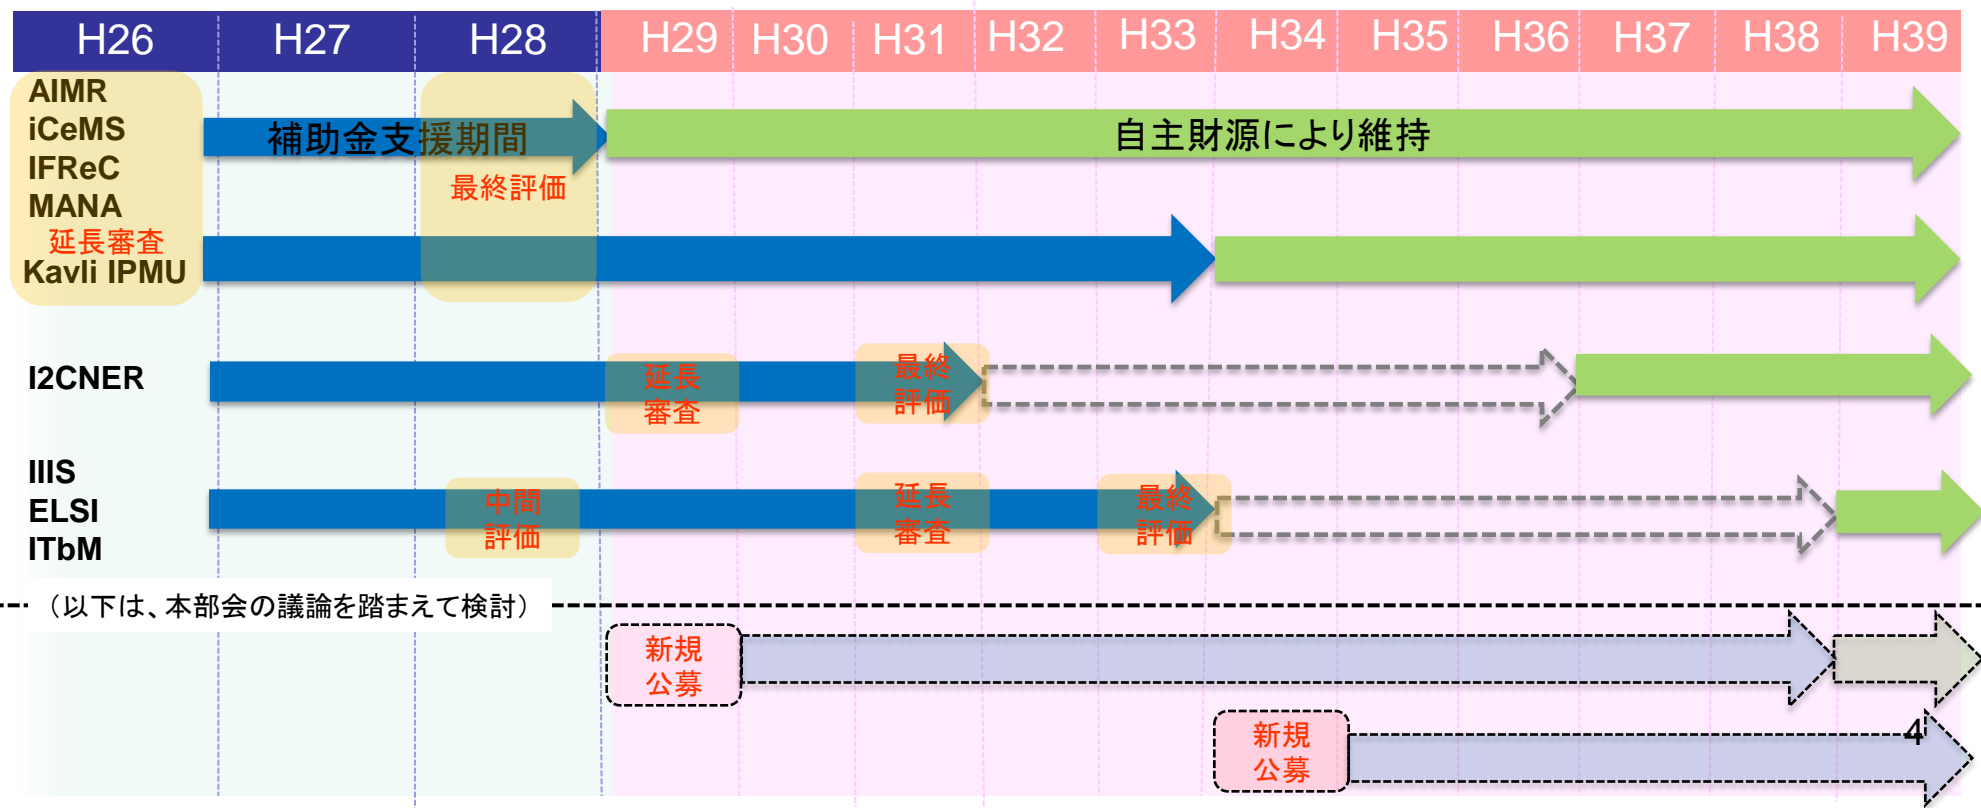 H26 H27 H28 H29 H30 H31 H32 H33 H34 H35 H36 H37 H38 H39
AIMR
iCeMS
IFReC
MANA
延長審査
Kavli IPMU
補助金支援期間
最終評価
自主財源により維持
I2CNER
延長
審査
最終
評価
IIIS
ELSI
ITbM
中間
評価
延長
審査
最終
評価
（以下は、本部会の議論を踏まえて検討）
新規
公募
新規
公募
4